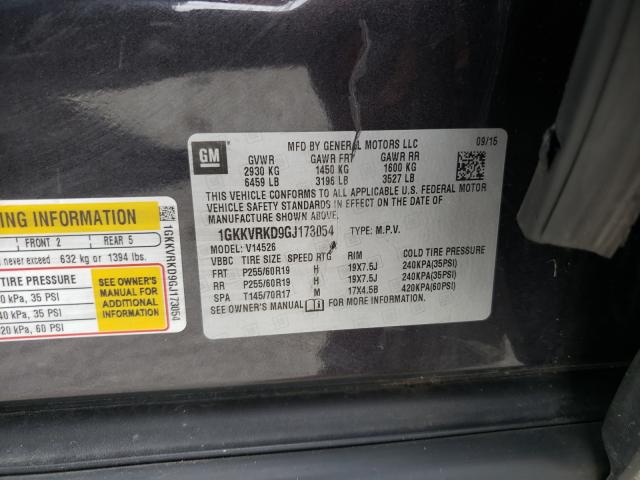 GM
MFD BY GENERAL MOTORS LLC 09/15
GVWR GAWR FRT GAWR RR
2930 KG 1450 KG 1600 KG
6459 LB 3196 LB 3527 LB
THIS VEHICLE CONFORMS TO ALL APPLICABLE U.S. FEDERAL MOTOR
VEHICLE SAFETY STANDARDS IN EFFECT ON THE DATE OF
MANUFACTURE SHOWN ABOVE.
1GKKVRKD9GJ173054 TYPE: M.P.V.
MODEL: V14526
VBBC TIRE SIZE SPEED RTG RIM COLD TIRE PRESSURE
FRT P255/60R19 H 19X7.5J 240KPA(35PSI)
RR P255/60R19 H 19X7.5J 240KPA(35PSI)
SPA T145/70R17 M 17X4.5B 420KPA(60PSI)
SEE OWNER'S MANUAL FOR MORE INFORMATION.
ING INFORMATION
FRONT 2 REAR 5
never exceed 632 kg or 1394 lbs.
TIRE PRESSURE
0 kPa, 35 PSI
40 kPa, 35 PSI
20 kPa, 60 PSI
SEE OWNER'S
MANUAL FOR
ADDITIONAL
INFORMATION
1GKKVRKD9GJ173054